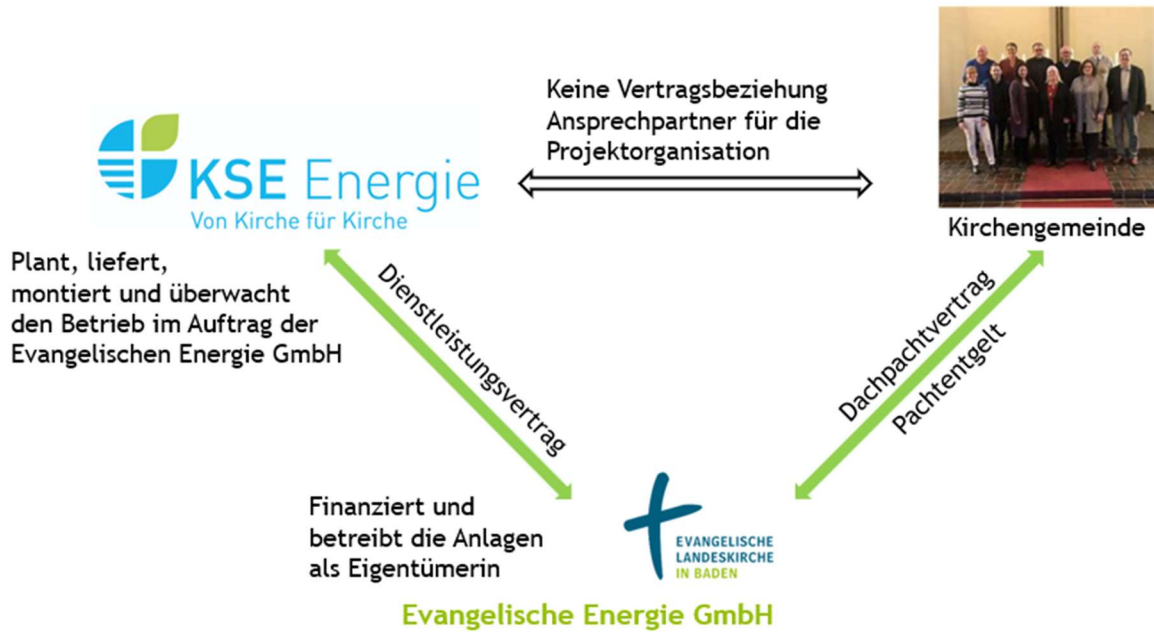 Keine Vertragsbeziehung
Ansprechpartner für die
Projektorganisation
KSE Energie
Von Kirche für Kirche
Kirchengemeinde
Plant, liefert,
montiert und überwacht
den Betrieb im Auftrag der
Evangelischen Energie GmbH
Dienstleistungsvertrag
Dachpachtvertrag
Pachtentgelt
Finanziert und
betreibt die Anlagen
als Eigentümerin
EVANGELISCHE
LANDESKIRCHE
IN BADEN
Evangelische Energie GmbH